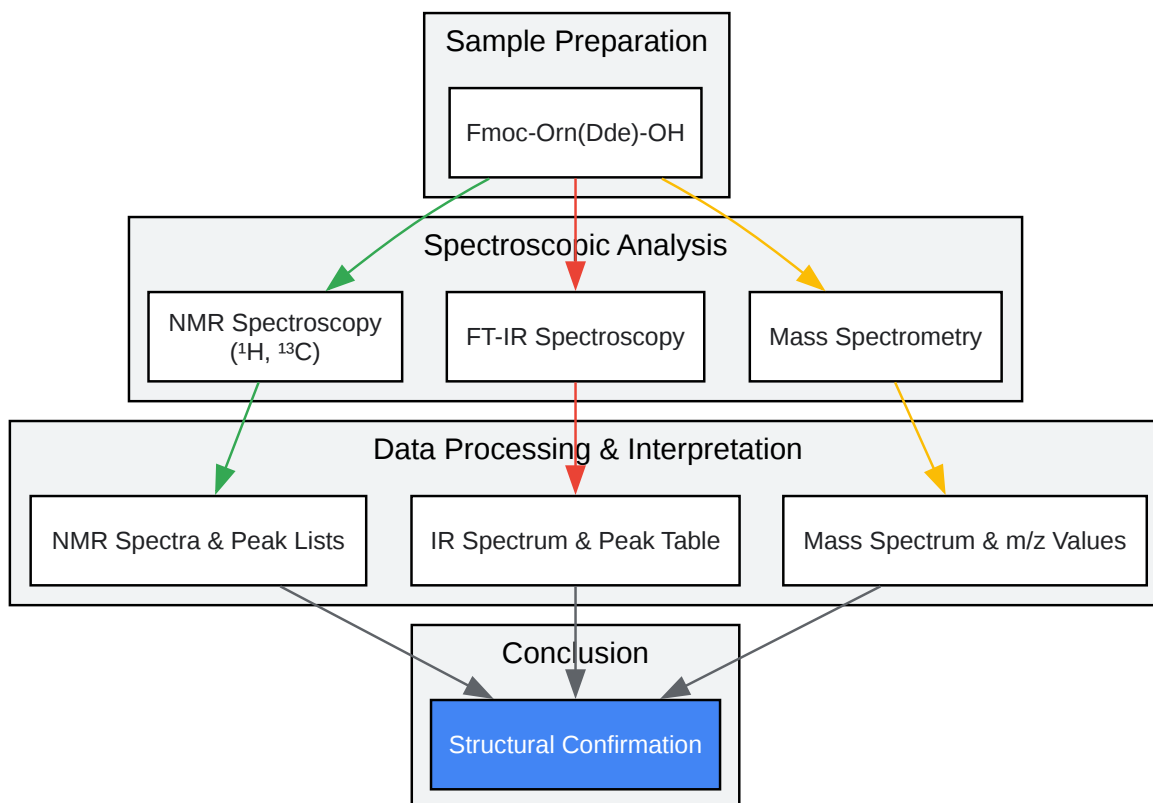 Sample Preparation
Fmoc-Orn(Dde)-OH
Spectroscopic Analysis
NMR Spectroscopy
(¹H, ¹³C)
FT-IR Spectroscopy
Mass Spectrometry
Data Processing & Interpretation
NMR Spectra & Peak Lists
IR Spectrum & Peak Table
Mass Spectrum & m/z Values
Conclusion
Structural Confirmation